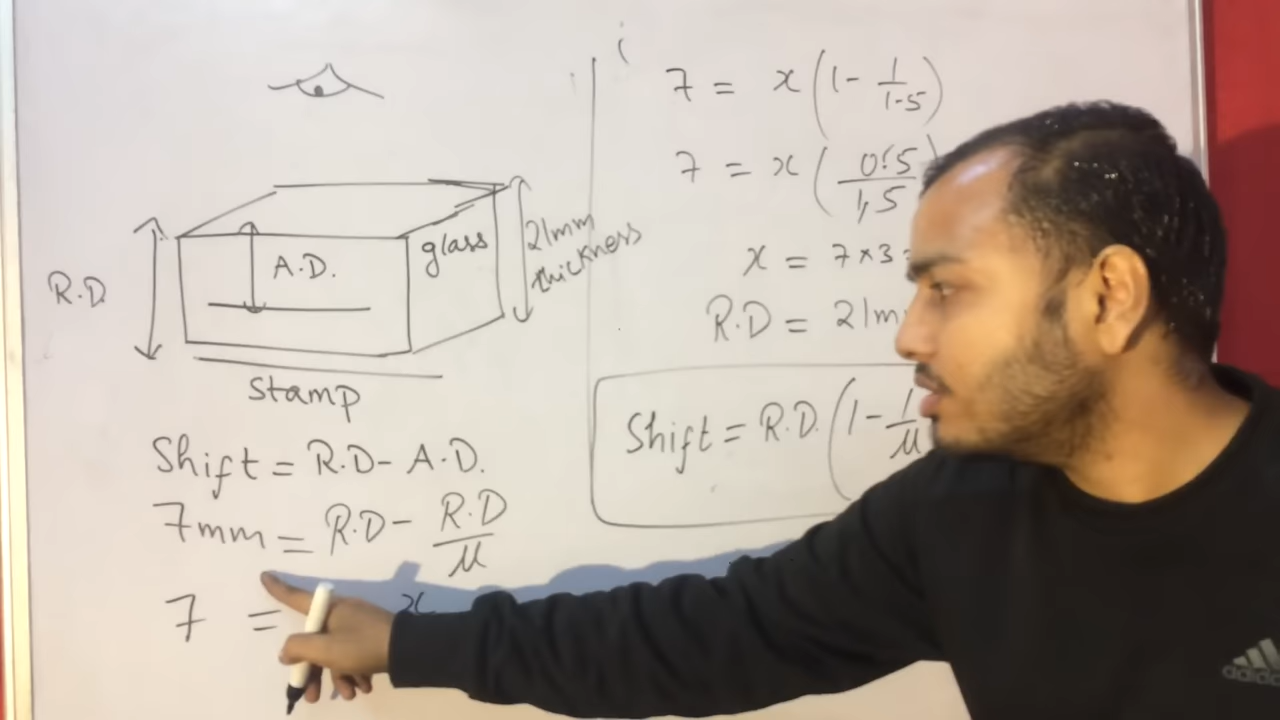 R.D
A.D.
glass
21mm
thickness
Stamp
Shift = R.D - A.D.
7mm = R.D - R.D/μ
7 = x
7 = x(1 - 1/1.5)
7 = x(0.5/1.5)
x = 7×3
R.D = 21m
Shift = R.D.(1 - 1/μ
adidas